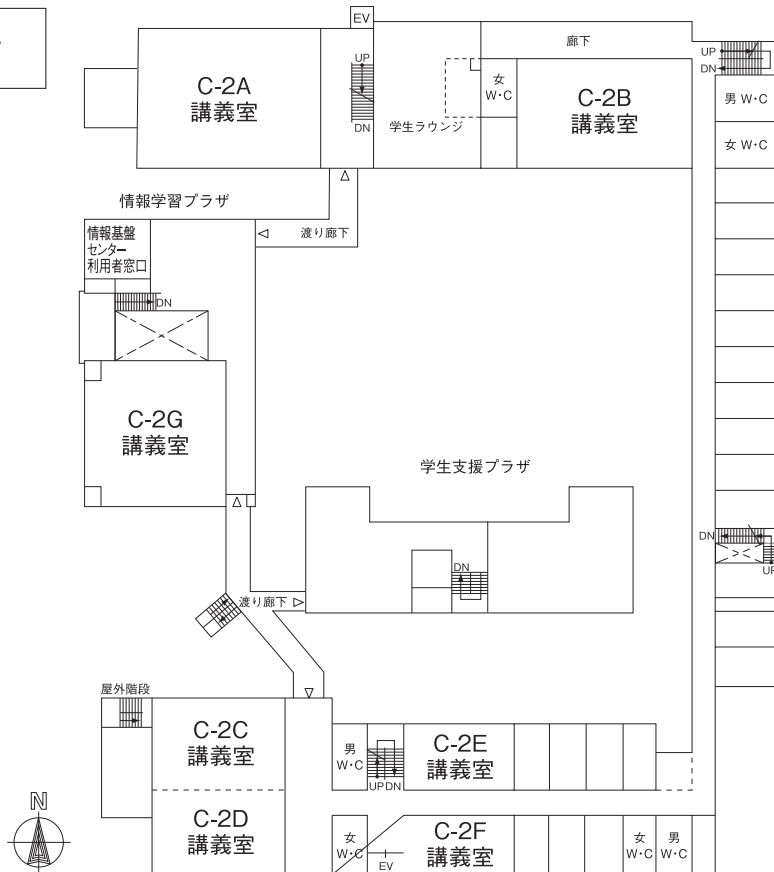 EV
廊下
UP
DN
UP
DN
女
W・C
C-2A
講義室
C-2B
講義室
学生ラウンジ
男 W・C
女 W・C
情報学習プラザ
情報基盤
センター
利用者窓口
渡り廊下
DN
C-2G
講義室
学生支援プラザ
DN
UP
DN
渡り廊下
屋外階段
C-2C
講義室
男
W・C
UP DN
C-2E
講義室
C-2D
講義室
女
W・C
EV
C-2F
講義室
女
W・C
男
W・C
N